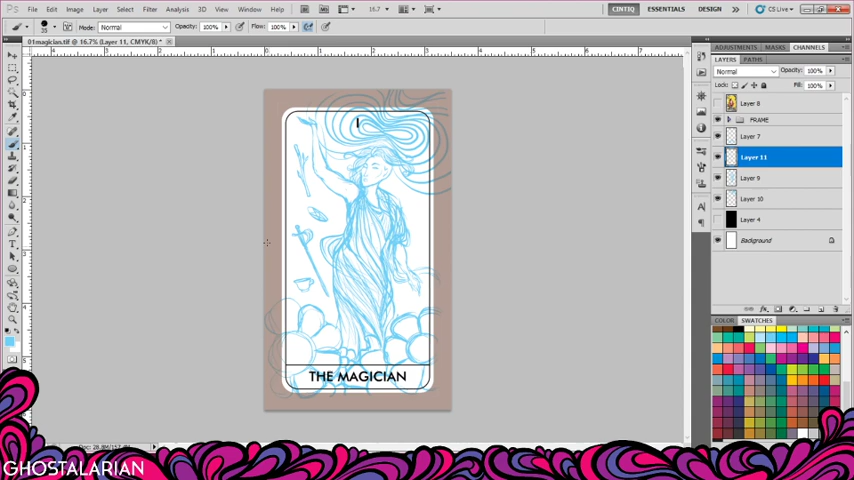 PS
16.7
CINTIQ
ESSENTIALS
DESIGN
CS Live
File Edit Image Layer Select Filter Analysis 3D View Window Help
Mode: Normal
Opacity: 100%
Flow: 100%
01magician.tif @ 16.7% (Layer 11, CMYK/8) *
ADJUSTMENTS MASKS CHANNELS
LAYERS PATHS
Normal Opacity: 100%
Lock: Fill: 100%
Layer 8
FRAME
Layer 7
Layer 11
Layer 9
Layer 10
Layer 4
Background
COLOR SWATCHES
I
THE MAGICIAN
GHOSTALARIAN